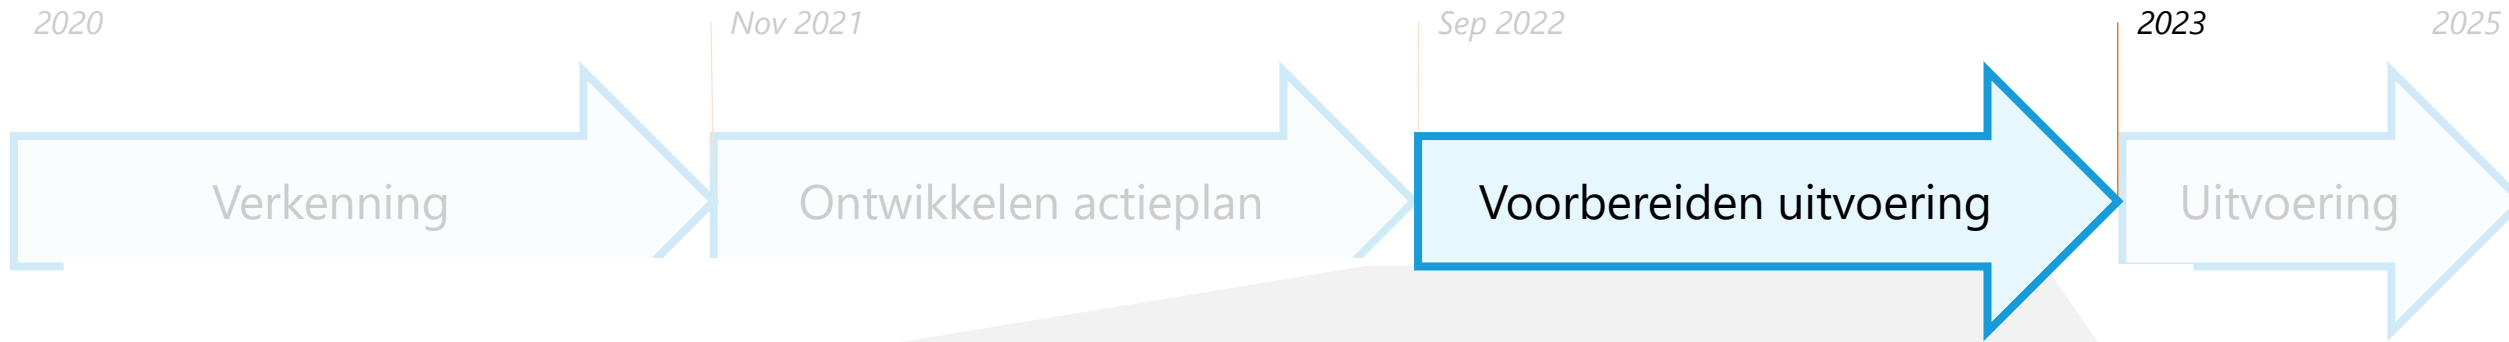 2020
Nov 2021
Sep 2022
2023
2025
Verkenning
Ontwikkelen actieplan
Voorbereiden uitvoering
Uitvoering